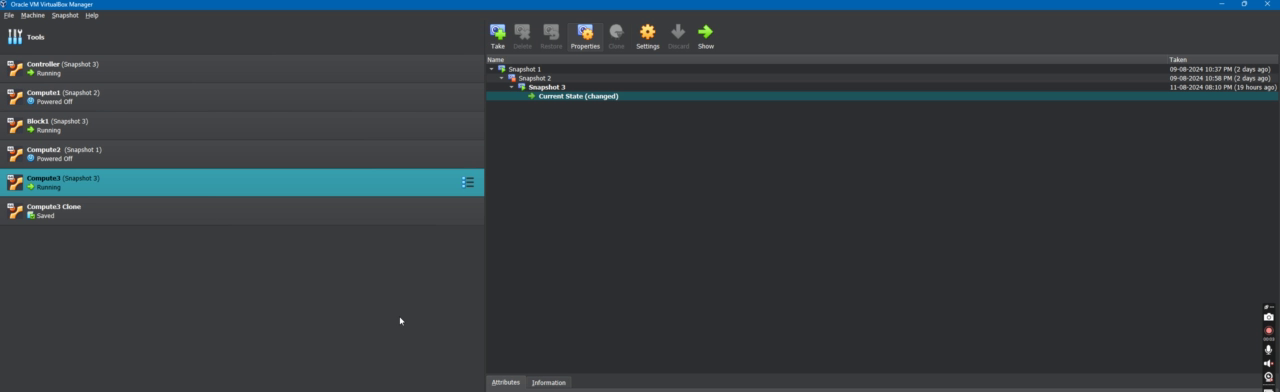 Oracle VM VirtualBox Manager
File Machine Snapshot Help
Tools
Take Delete Restore Properties Clone Settings Discard Show
Name Taken
Controller (Snapshot 3)
Running
Compute1 (Snapshot 2)
Powered Off
Block1 (Snapshot 3)
Running
Compute2 (Snapshot 1)
Powered Off
Compute3 (Snapshot 3)
Running
Compute3 Clone
Saved
Snapshot 1 09-08-2024 10:37 PM (2 days ago)
Snapshot 2 09-08-2024 10:58 PM (2 days ago)
Snapshot 3 11-08-2024 08:10 PM (19 hours ago)
Current State (changed)
Attributes Information